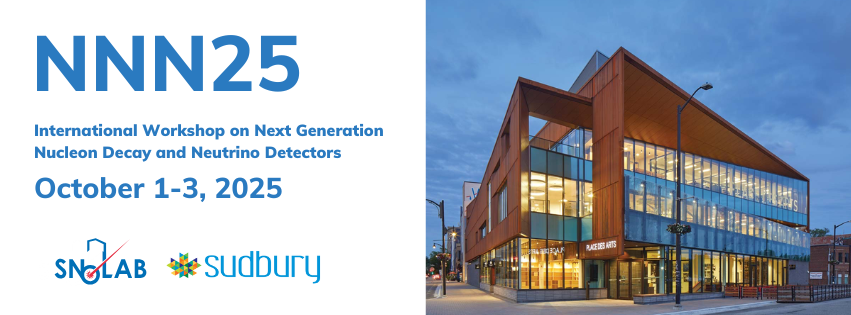 NNN25
International Workshop on Next Generation
Nucleon Decay and Neutrino Detectors
October 1-3, 2025
SNOLAB
sudbury
PLACE DES ARTS